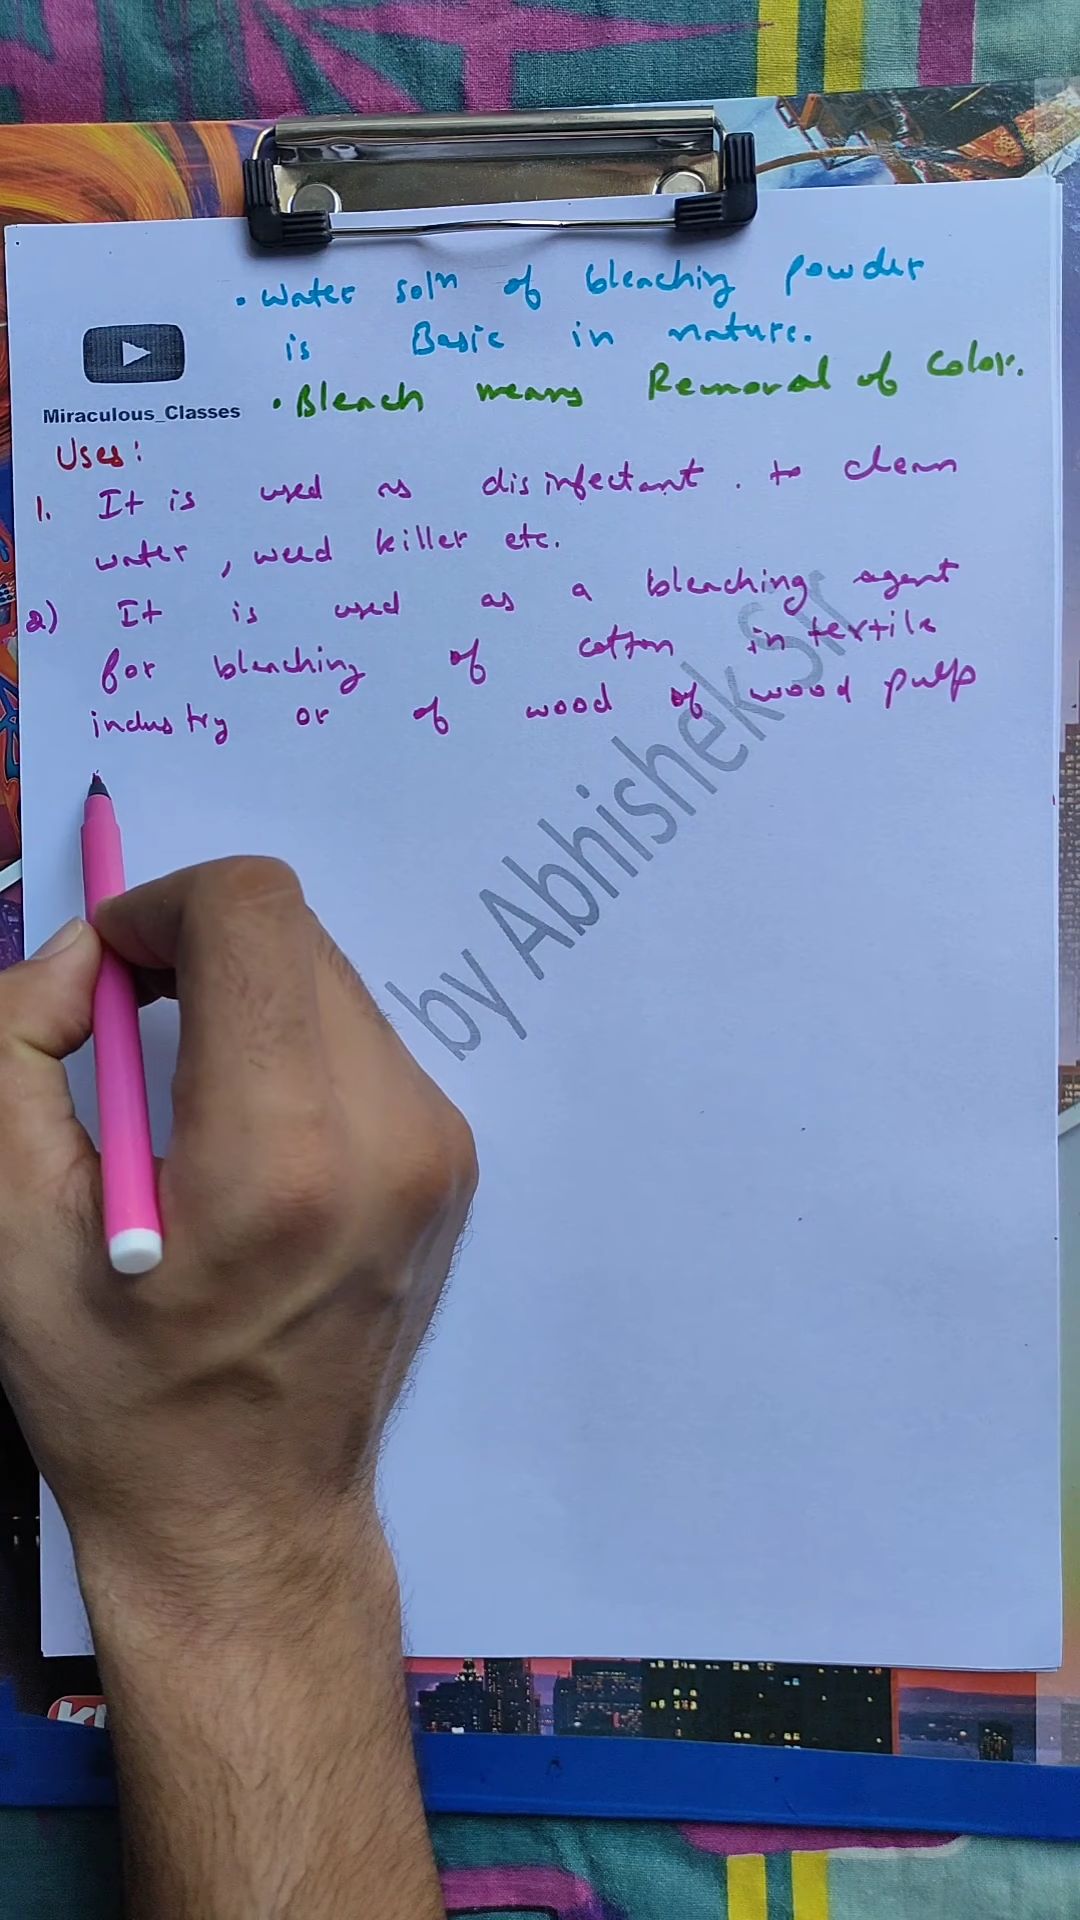 • Water solⁿ of bleaching powder
is Basic in nature.
• Bleach means Removal of Color.
Miraculous_Classes
Uses:
1. It is used as disinfectant. to clean
water, weed killer etc.
2) It is used as a bleaching agent
for bleaching of cotton in textile
industry or of wood of wood pulp
by Abhishek Sir